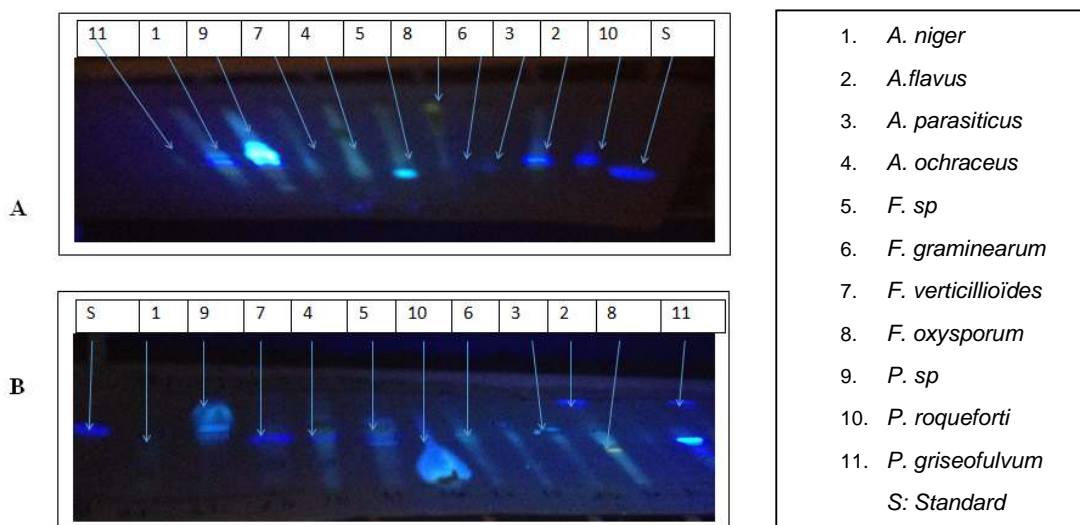 11 1 9 7 4 5 8 6 3 2 10 S
A
S 1 9 7 4 5 10 6 3 2 8 11
B
1. A. niger
2. A.flavus
3. A. parasiticus
4. A. ochraceus
5. F. sp
6. F. graminearum
7. F. verticillioïdes
8. F. oxysporum
9. P. sp
10. P. roqueforti
11. P. griseofulvum
S: Standard